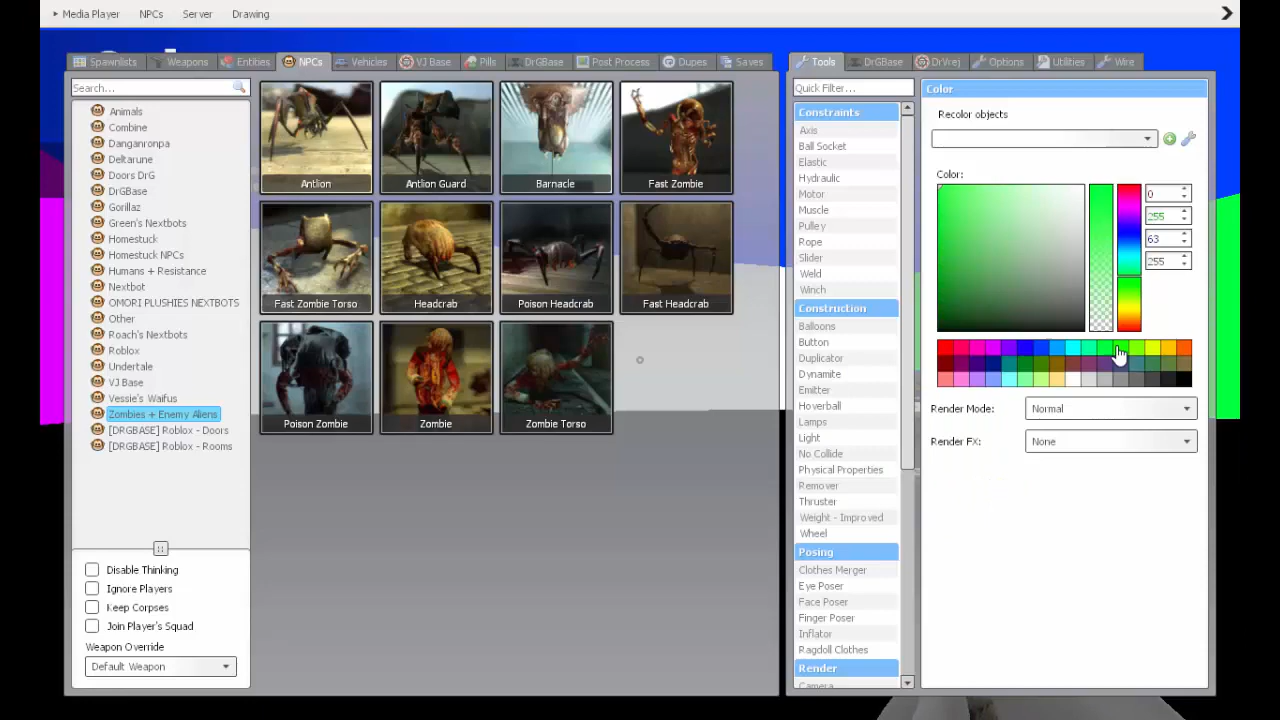 Media Player NPCs Server Drawing
Spawnlists Weapons Entities NPCs Vehicles VJ Base Pills DrGBase Post Process Dupes Saves
Tools DrGBase DrVrej Options Utilities Wire
Search...
Animals
Combine
Danganronpa
Deltarune
Doors DrG
DrGBase
Gorillaz
Green's Nextbots
Homestuck
Homestuck NPCs
Humans + Resistance
Nextbot
OMORI PLUSHIES NEXTBOTS
Other
Roach's Nextbots
Roblox
Undertale
VJ Base
Vessie's Waifus
Zombies + Enemy Aliens
[DRGBASE] Roblox - Doors
[DRGBASE] Roblox - Rooms
Disable Thinking
Ignore Players
Keep Corpses
Join Player's Squad
Weapon Override
Default Weapon
Antlion Antlion Guard Barnacle Fast Zombie
Fast Zombie Torso Headcrab Poison Headcrab Fast Headcrab
Poison Zombie Zombie Zombie Torso
Quick Filter...
Constraints
Axis
Ball Socket
Elastic
Hydraulic
Motor
Muscle
Pulley
Rope
Slider
Weld
Winch
Construction
Balloons
Button
Duplicator
Dynamite
Emitter
Hoverball
Lamps
Light
No Collide
Physical Properties
Remover
Thruster
Weight - Improved
Wheel
Posing
Clothes Merger
Eye Poser
Face Poser
Finger Poser
Inflator
Ragdoll Clothes
Render
Camera
Color
Recolor objects
Color:
0
255
63
255
Render Mode: Normal
Render FX: None